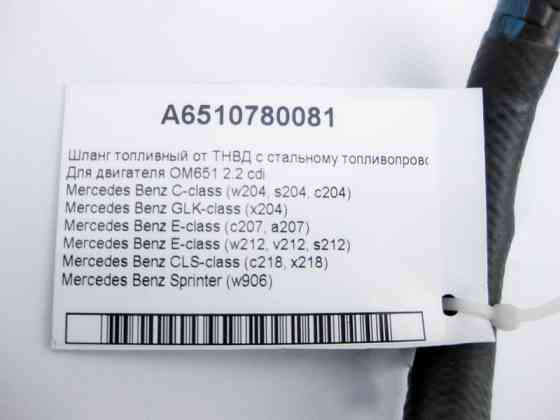 A6510780081
Шланг топливный от ТНВД с стальному топливопрово
Для двигателя OM651 2.2 cdi
Mercedes Benz C-class (w204, s204, c204)
Mercedes Benz GLK-class (x204)
Mercedes Benz E-class (c207, a207)
Mercedes Benz E-class (w212, v212, s212)
Mercedes Benz CLS-class (c218, x218)
Mercedes Benz Sprinter (w906)